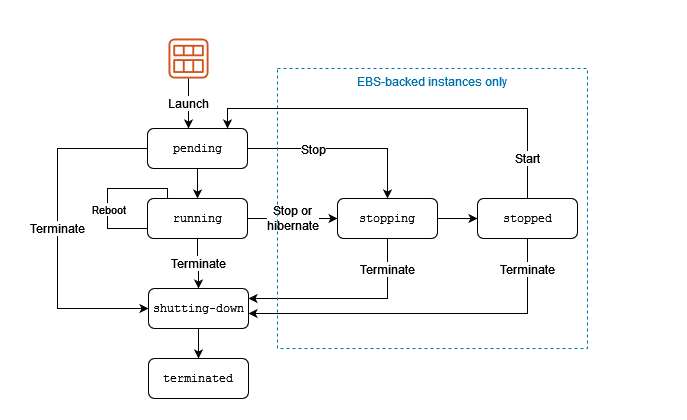 EBS-backed instances only
Launch
pending
Stop
Start
Reboot
running
Stop or
hibernate
stopping
stopped
Terminate
Terminate
Terminate
Terminate
shutting-down
terminated